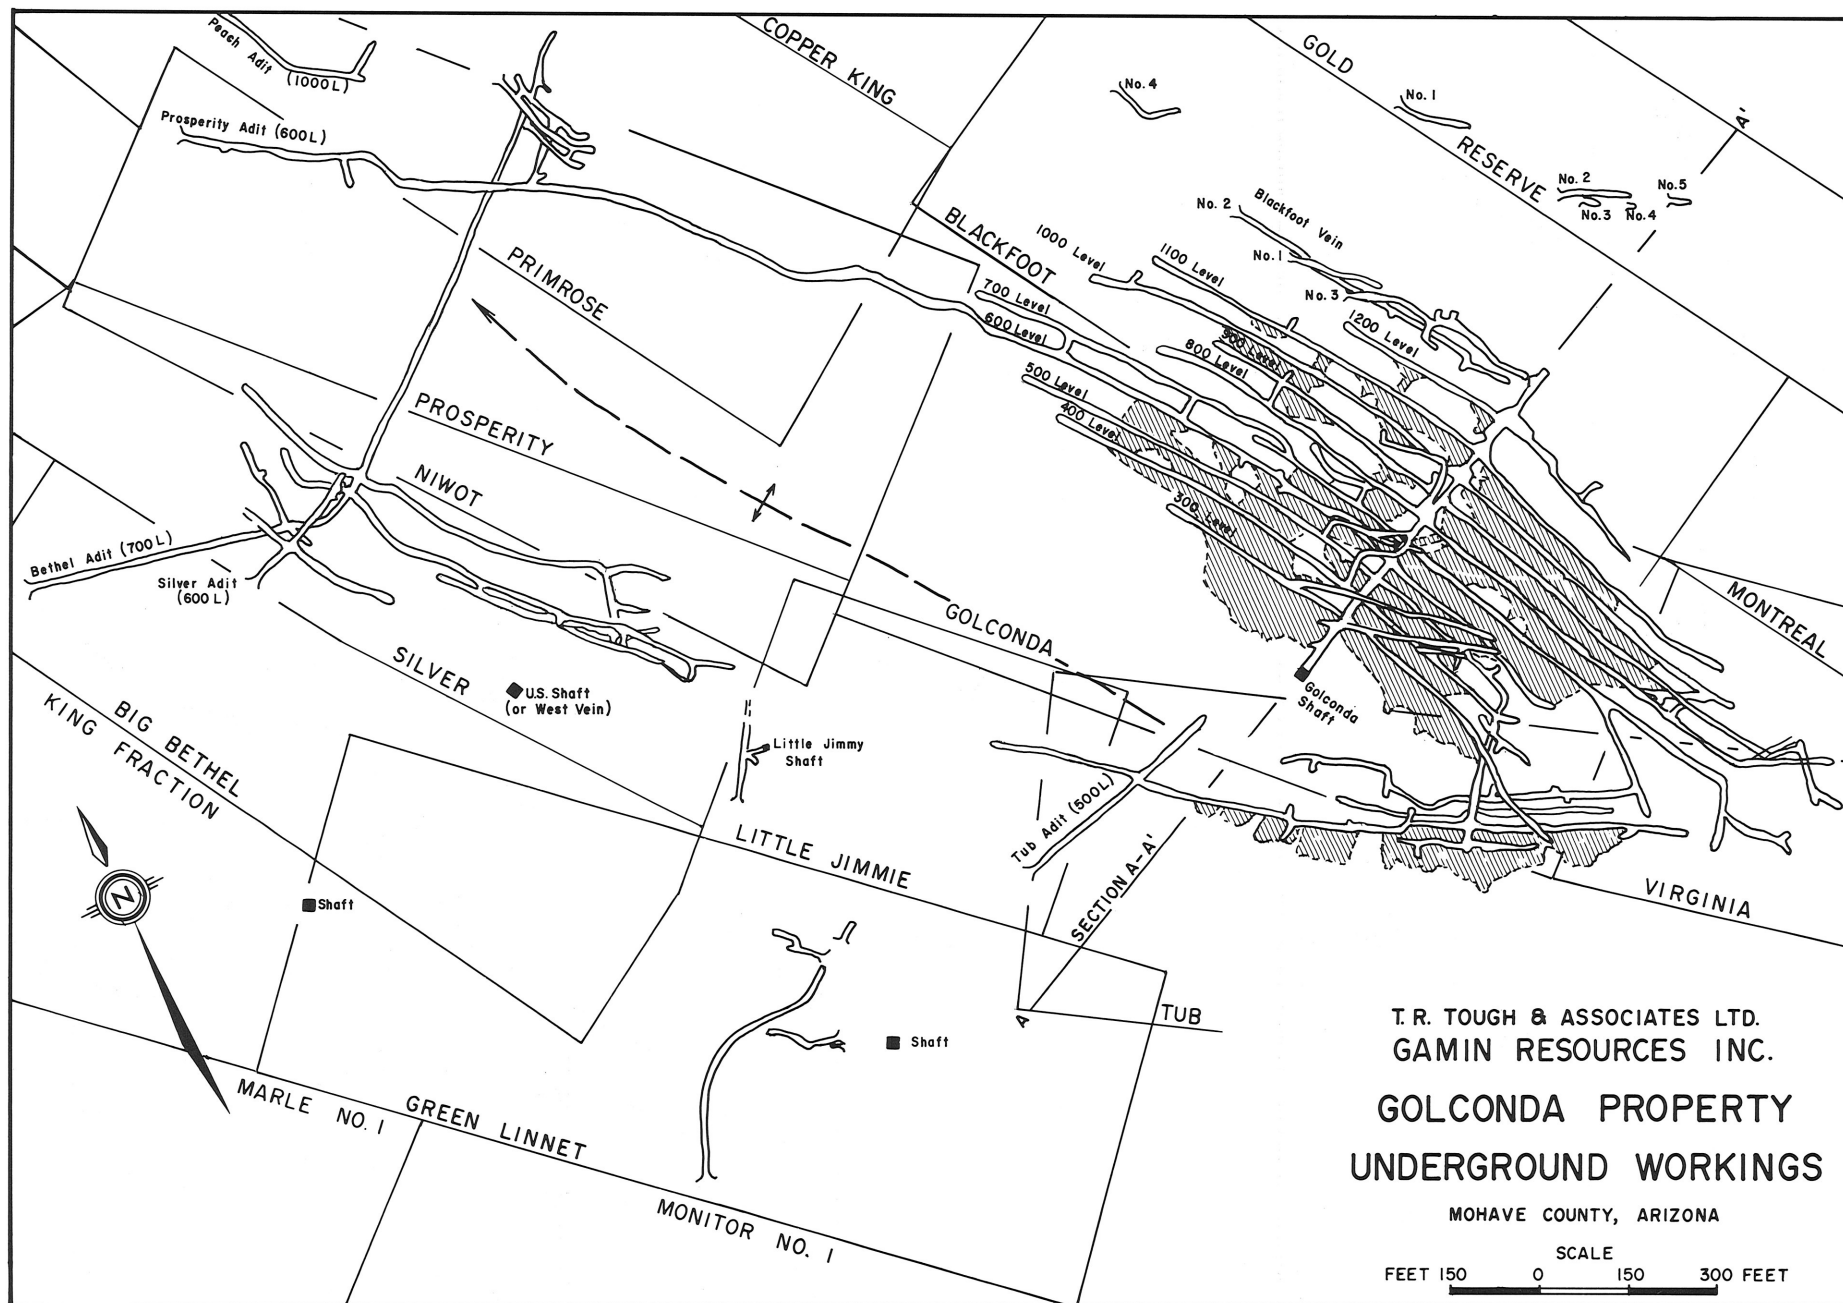 Peach Adit (1000L)
COPPER KING
GOLD
RESERVE
A'
No. 4
No. 1
Prosperity Adit (600L)
No. 2
No. 5
No. 3
No. 4
No. 2
Blackfoot Vein
No. 1
No. 3
BLACKFOOT
1000 Level
1100 Level
PRIMROSE
700 Level
600 Level
1200 Level
900 Level
800 Level
500 Level
400 Level
PROSPERITY
NIWOT
300 Level
Bethel Adit (700L)
Silver Adit
(600L)
GOLCONDA
MONTREAL
SILVER
U.S. Shaft
(or West Vein)
Golconda
Shaft
BIG BETHEL
KING FRACTION
Little Jimmy
Shaft
Tub Adit (500L)
LITTLE JIMMIE
SECTION A-A'
VIRGINIA
N
Shaft
A
TUB
Shaft
MARLE NO. 1
GREEN LINNET
MONITOR NO. 1
T. R. TOUGH & ASSOCIATES LTD.
GAMIN RESOURCES INC.
GOLCONDA PROPERTY
UNDERGROUND WORKINGS
MOHAVE COUNTY, ARIZONA
SCALE
FEET 150 0 150 300 FEET